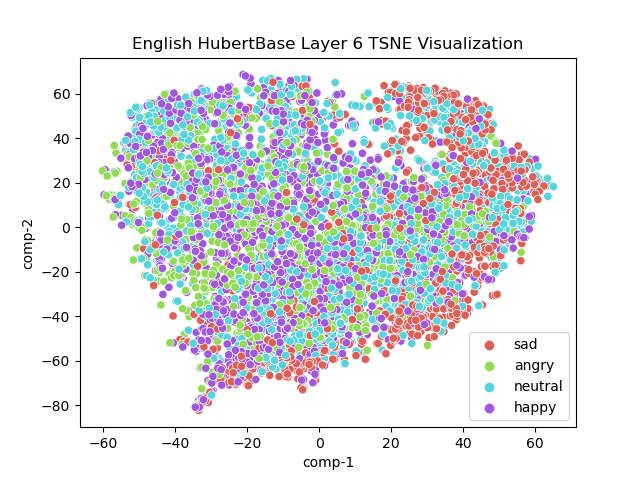 English HubertBase Layer 6 TSNE Visualization
60
40
20
0
−20
−40
−60
−80
comp-2
−60 −40 −20 0 20 40 60
comp-1
sad
angry
neutral
happy